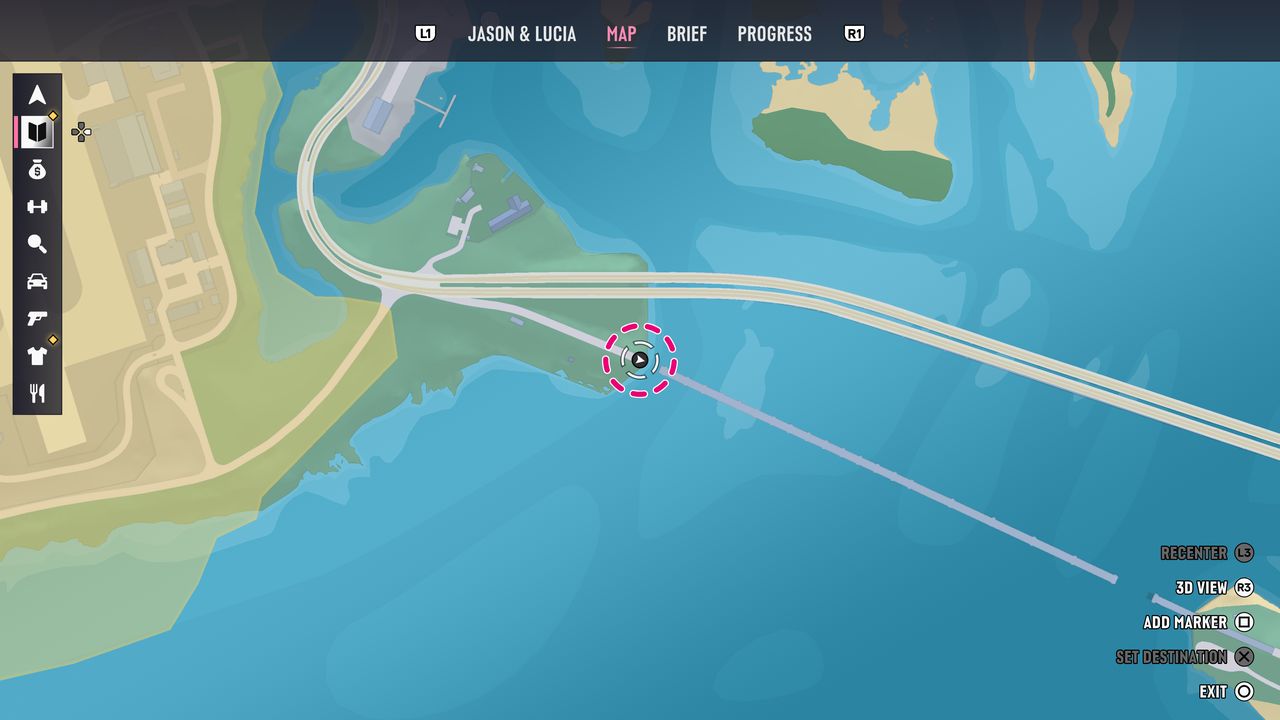 L1 JASON & LUCIA MAP BRIEF PROGRESS R1
$
RECENTER L3
3D VIEW R3
ADD MARKER
SET DESTINATION
EXIT